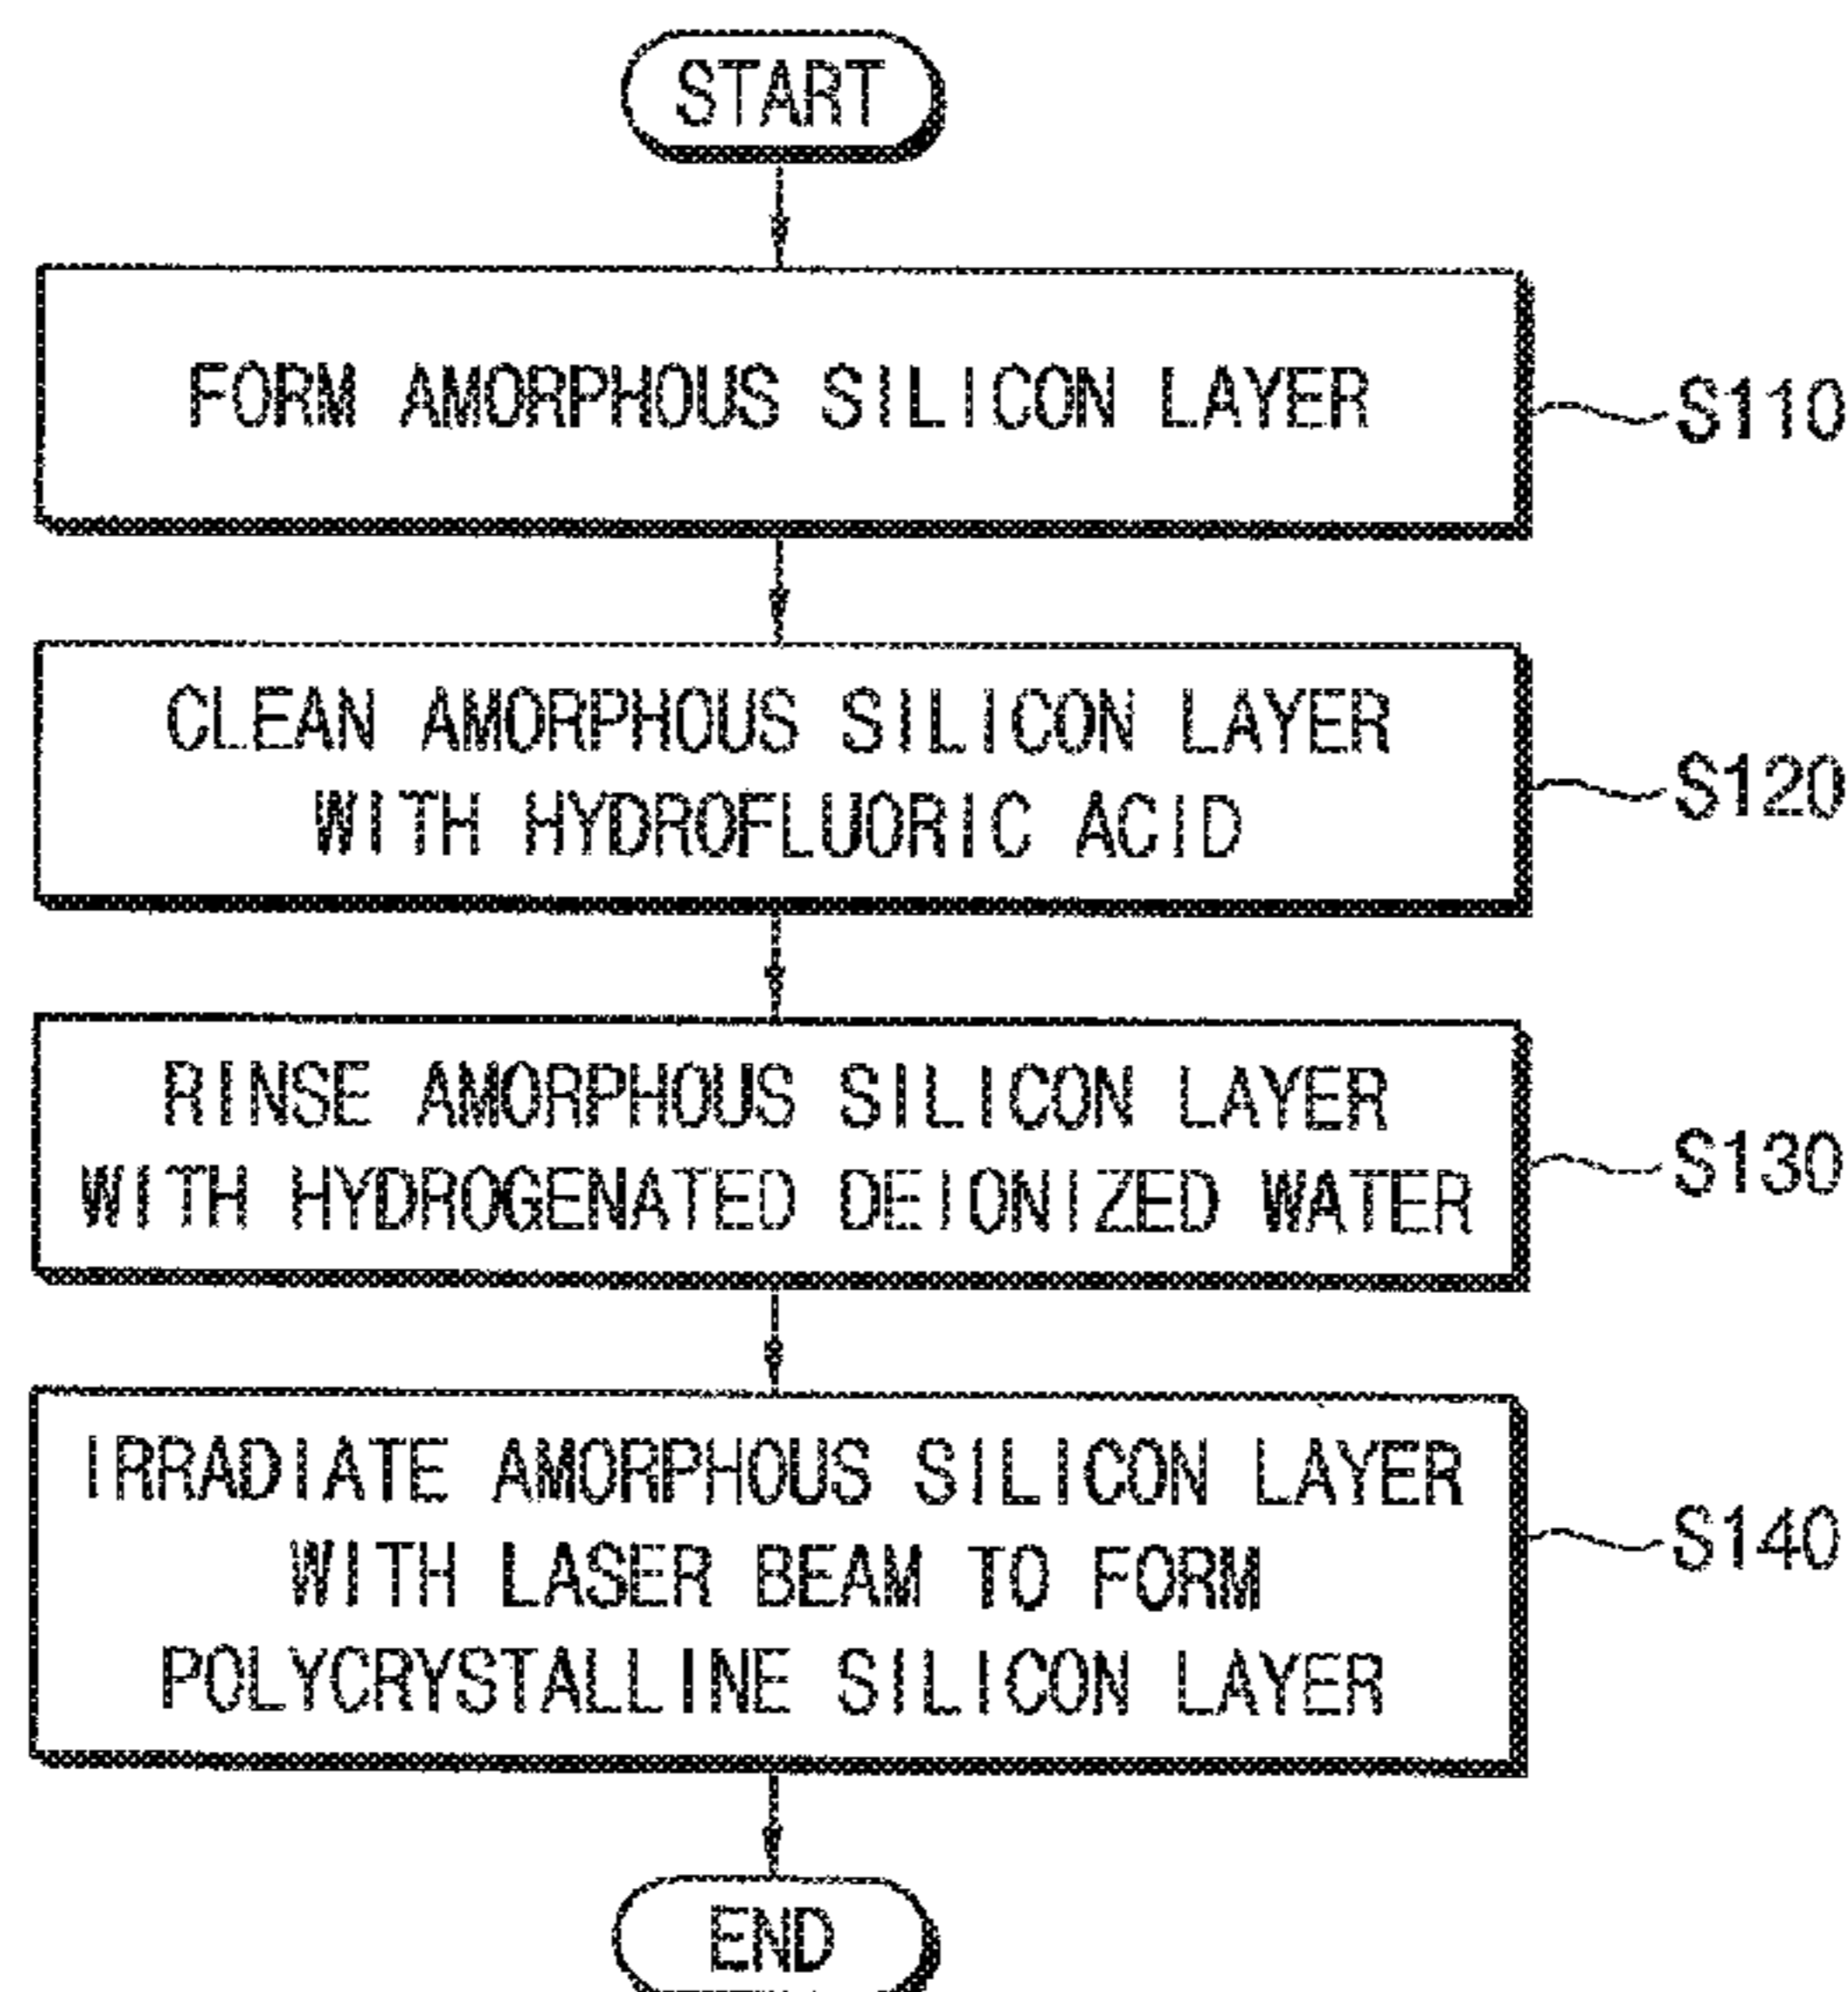 START
FORM AMORPHOUS SILICON LAYER
S110
CLEAN AMORPHOUS SILICON LAYER
WITH HYDROFLUORIC ACID
S120
RINSE AMORPHOUS SILICON LAYER
WITH HYDROGENATED DEIONIZED WATER
S130
IRRADIATE AMORPHOUS SILICON LAYER
WITH LASER BEAM TO FORM
POLYCRYSTALLINE SILICON LAYER
S140
END